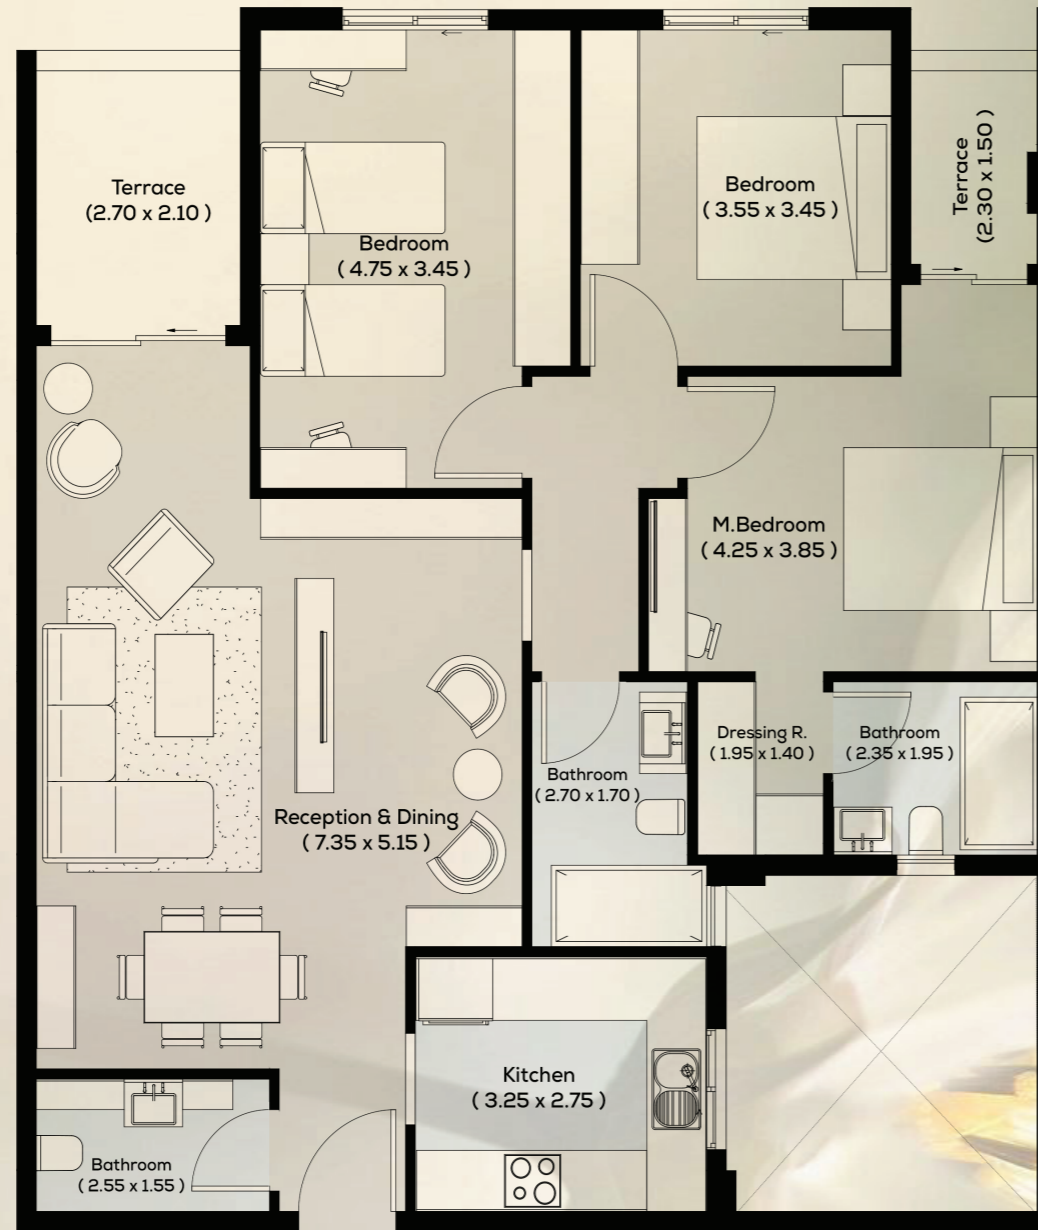 Terrace
(2.70 x 2.10 )
Bedroom
( 4.75 x 3.45 )
Bedroom
( 3.55 x 3.45 )
Terrace
(2.30 x 1.50 )
M.Bedroom
( 4.25 x 3.85 )
Reception & Dining
( 7.35 x 5.15 )
Bathroom
( 2.70 x 1.70 )
Dressing R.
( 1.95 x 1.40 )
Bathroom
( 2.35 x 1.95 )
Kitchen
( 3.25 x 2.75 )
Bathroom
( 2.55 x 1.55 )